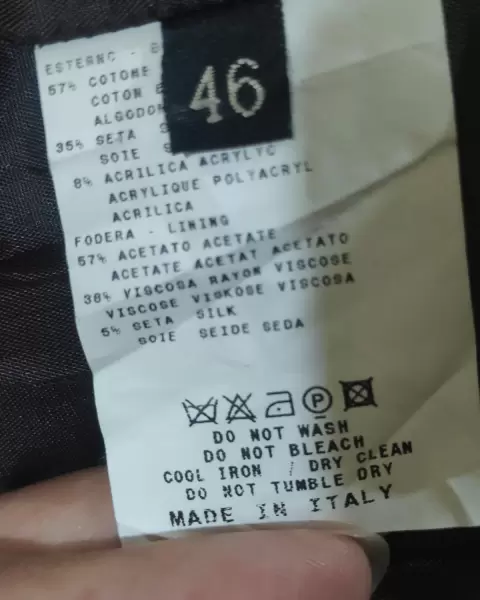 46
ESTERNO -
57% COTONE
COTON
ALGODON
35% SETA
SOIE
8% ACRILICA ACRYLYC
ACRYLIQUE POLYACRYL
ACRILICA
FODERA - LINING
57% ACETATO ACETATE
ACETATE ACETAT ACETATO
38% VISCOSA RAYON VISCOSE
VISCOSE VISKOSE VISCOSA
5% SETA SILK
SOIE SEIDE SEDA
P
DO NOT WASH
DO NOT BLEACH
COOL IRON / DRY CLEAN
DO NOT TUMBLE DRY
MADE IN ITALY